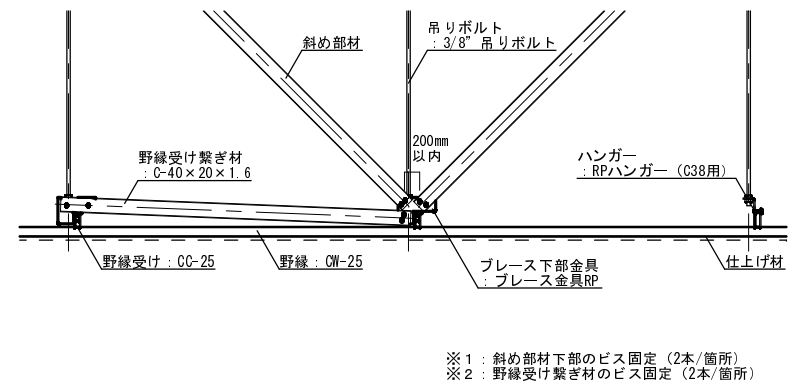 吊りボルト
：3/8”吊りボルト
斜め部材
200mm
以内
野縁受け繋ぎ材
：C-40×20×1.6
ハンガー
：RPハンガー（C38用）
野縁受け：CC-25
野縁：CW-25
ブレース下部金具
：ブレース金具RP
仕上げ材
※１：斜め部材下部のビス固定（2本/箇所）
※２：野縁受け繋ぎ材のビス固定（2本/箇所）